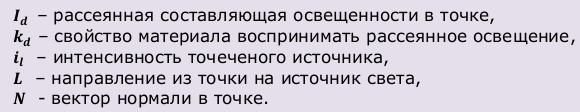 I_d – рассеянная составляющая освещенности в точке,
k_d – свойство материала воспринимать рассеянное освещение,
i_l – интенсивность точеченого источника,
L – направление из точки на источник света,
N - вектор нормали в точке.